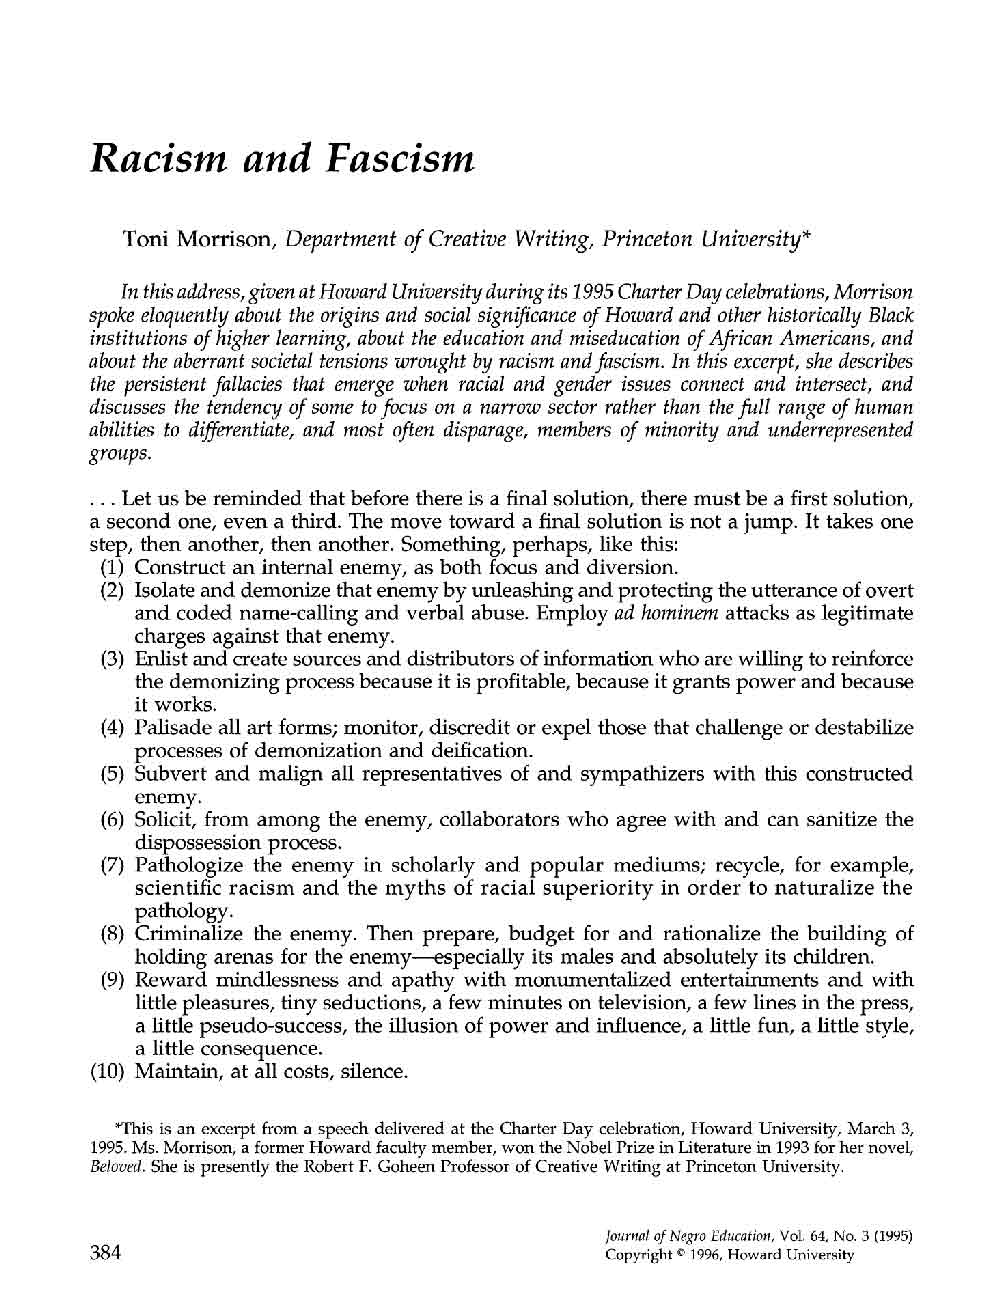 Racism and Fascism
Toni Morrison, Department of Creative Writing, Princeton University*
In this address, given at Howard University during its 1995 Charter Day celebrations, Morrison
spoke eloquently about the origins and social significance of Howard and other historically Black
institutions of higher learning, about the education and miseducation of African Americans, and
about the aberrant societal tensions wrought by racism and fascism. In this excerpt, she describes
the persistent fallacies that emerge when racial and gender issues connect and intersect, and
discusses the tendency of some to focus on a narrow sector rather than the full range of human
abilities to differentiate, and most often disparage, members of minority and underrepresented
groups.
. . . Let us be reminded that before there is a final solution, there must be a first solution,
a second one, even a third. The move toward a final solution is not a jump. It takes one
step, then another, then another. Something, perhaps, like this:
(1) Construct an internal enemy, as both focus and diversion.
(2) Isolate and demonize that enemy by unleashing and protecting the utterance of overt
and coded name-calling and verbal abuse. Employ ad hominem attacks as legitimate
charges against that enemy.
(3) Enlist and create sources and distributors of information who are willing to reinforce
the demonizing process because it is profitable, because it grants power and because
it works.
(4) Palisade all art forms; monitor, discredit or expel those that challenge or destabilize
processes of demonization and deification.
(5) Subvert and malign all representatives of and sympathizers with this constructed
enemy.
(6) Solicit, from among the enemy, collaborators who agree with and can sanitize the
dispossession process.
(7) Pathologize the enemy in scholarly and popular mediums; recycle, for example,
scientific racism and the myths of racial superiority in order to naturalize the
pathology.
(8) Criminalize the enemy. Then prepare, budget for and rationalize the building of
holding arenas for the enemy—especially its males and absolutely its children.
(9) Reward mindlessness and apathy with monumentalized entertainments and with
little pleasures, tiny seductions, a few minutes on television, a few lines in the press,
a little pseudo-success, the illusion of power and influence, a little fun, a little style,
a little consequence.
(10) Maintain, at all costs, silence.
*This is an excerpt from a speech delivered at the Charter Day celebration, Howard University, March 3,
1995. Ms. Morrison, a former Howard faculty member, won the Nobel Prize in Literature in 1993 for her novel,
Beloved. She is presently the Robert F. Goheen Professor of Creative Writing at Princeton University.
384
Journal of Negro Education, Vol. 64, No. 3 (1995)
Copyright © 1996, Howard University